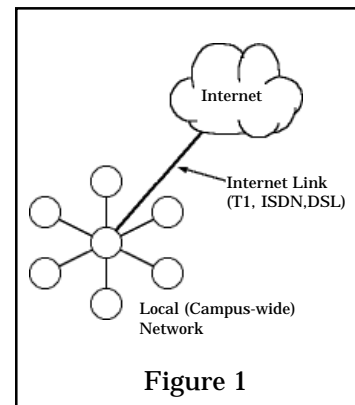 Internet
Internet Link
(T1, ISDN,DSL)
Local (Campus-wide)
Network
Figure 1